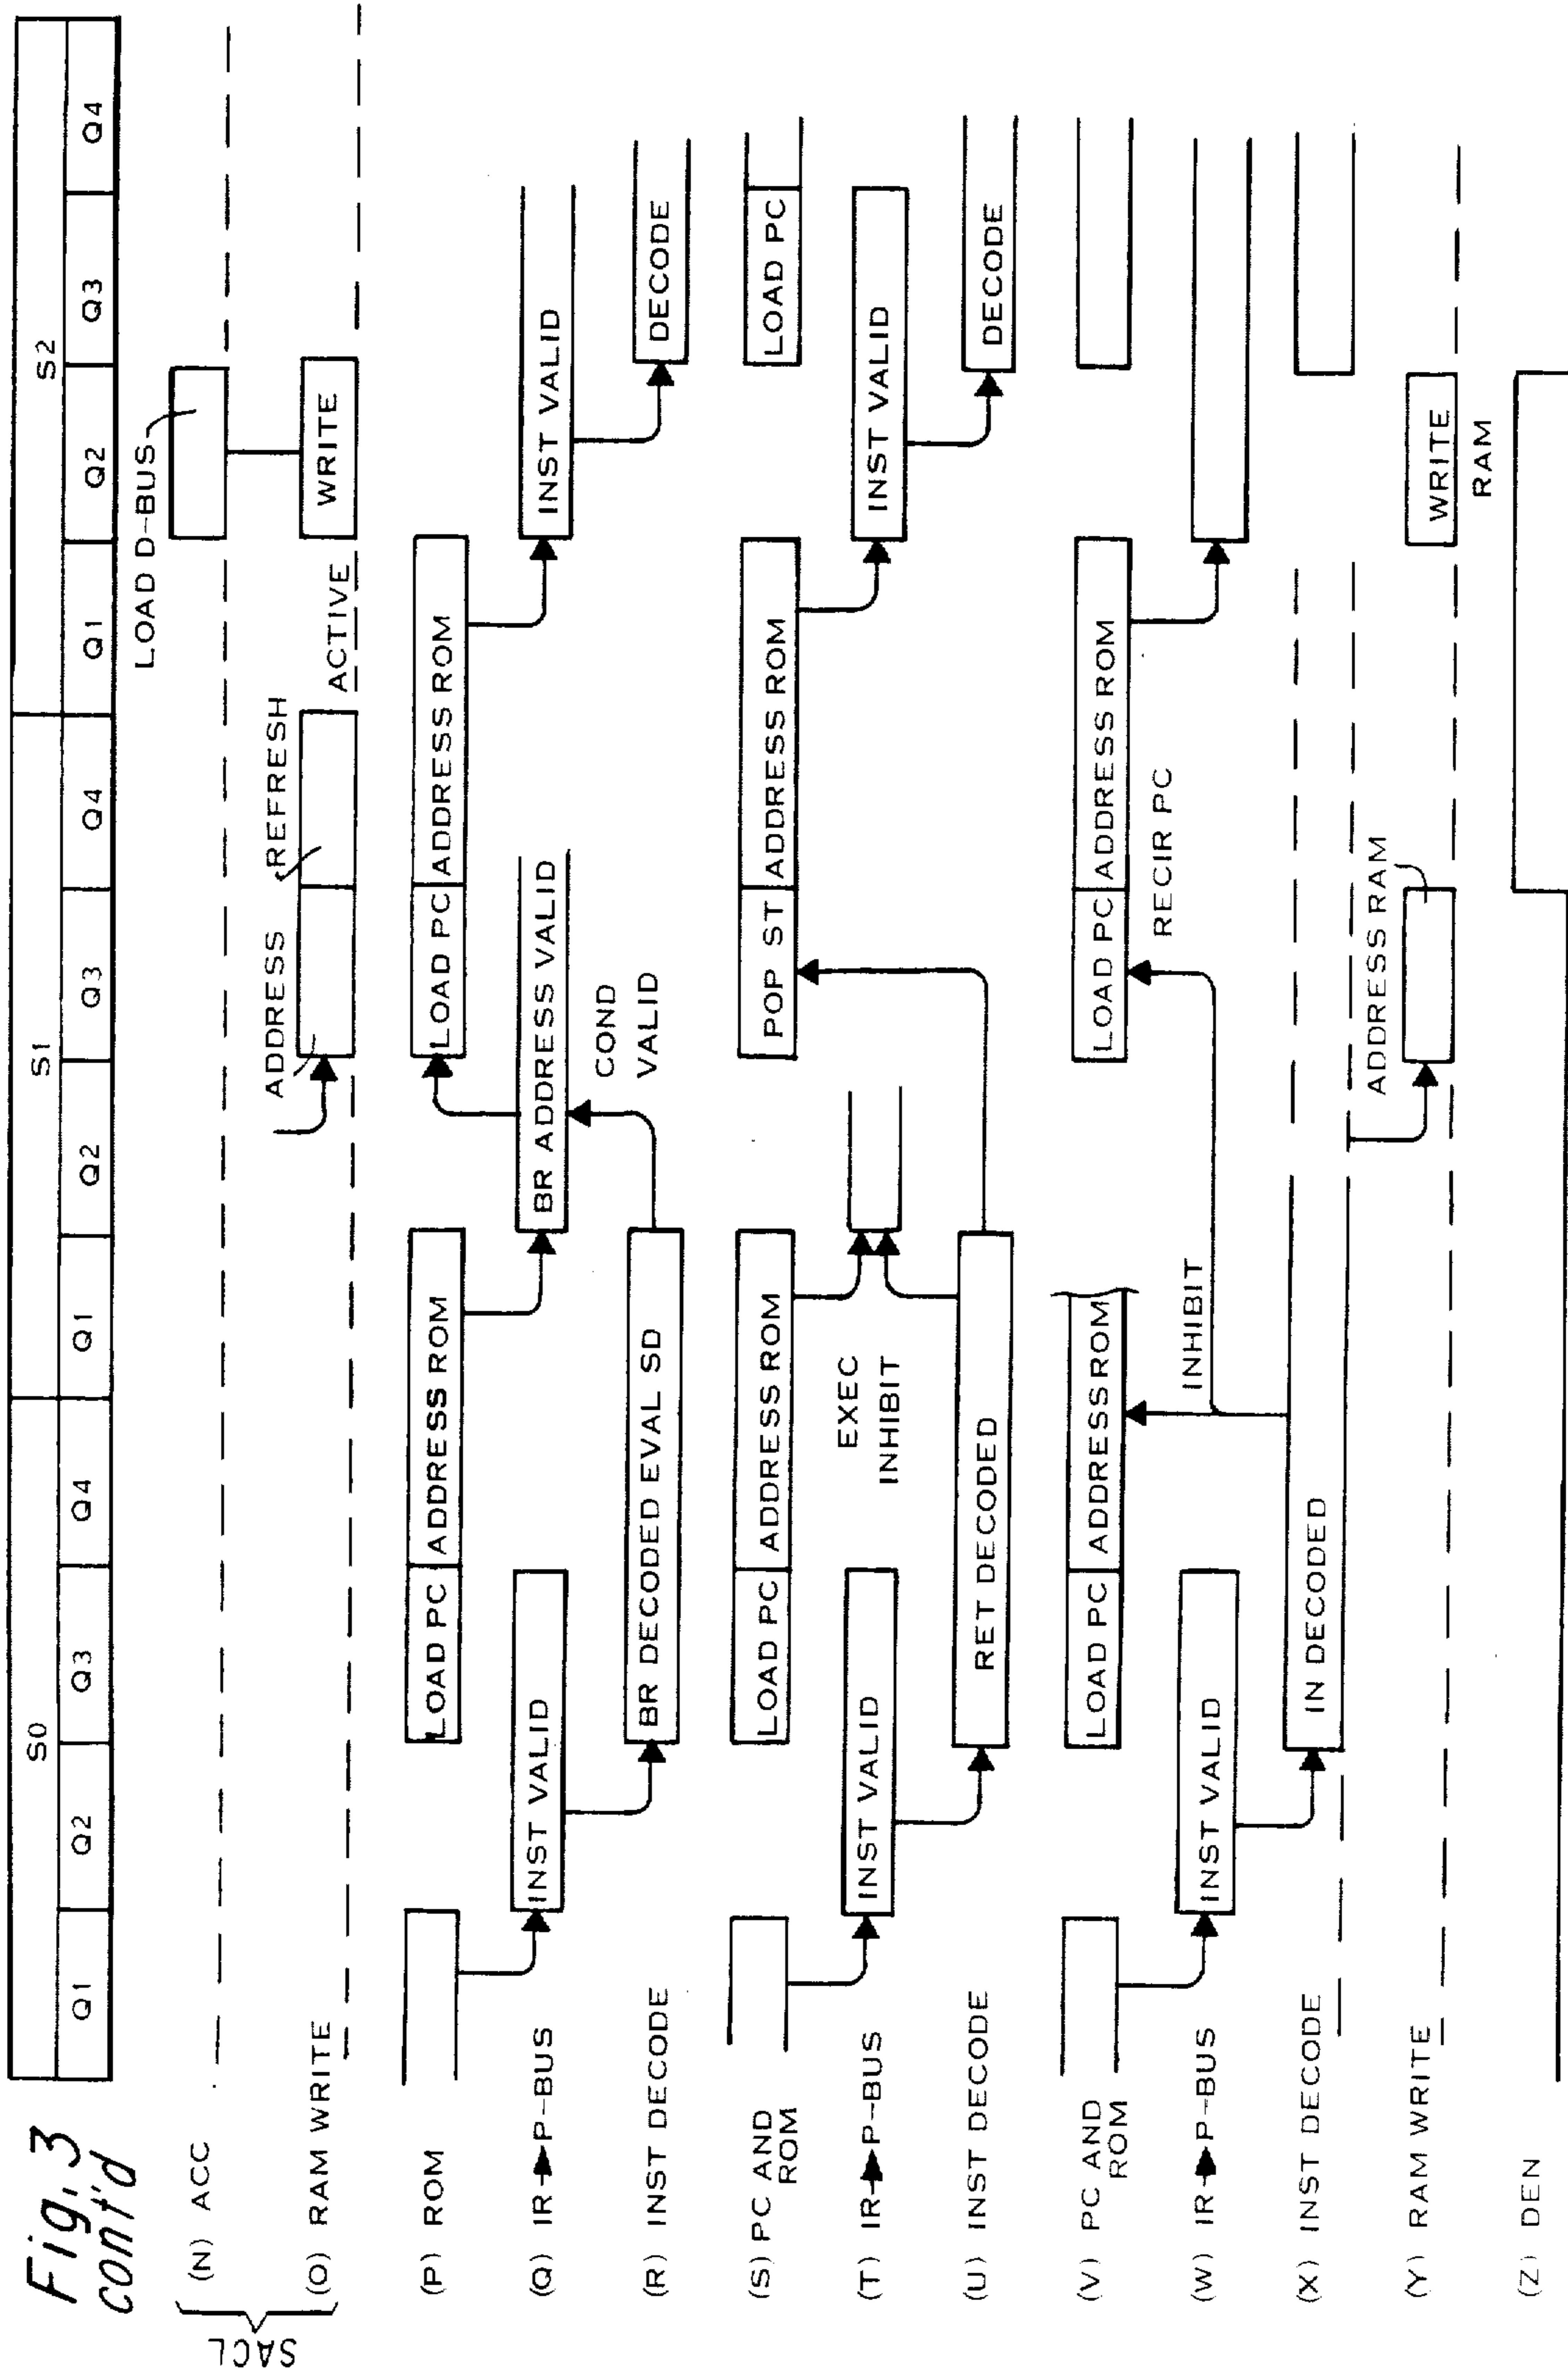 Fig. 3
cont'd
S0 S1 S2
Q1 Q2 Q3 Q4 Q1 Q2 Q3 Q4 Q1 Q2 Q3 Q4
SACL
(N) ACC
LOAD D-BUS
(O) RAM WRITE
ADDRESS
REFRESH
ACTIVE
WRITE
(P) ROM
LOAD PC ADDRESS ROM
LOAD PC ADDRESS ROM
(Q) IR→P-BUS
INST VALID
BR ADDRESS VALID
INST VALID
COND
VALID
(R) INST DECODE
BR DECODED EVAL SD
DECODE
(S) PC AND
ROM
LOAD PC ADDRESS ROM
POP ST ADDRESS ROM
LOAD PC
(T) IR→P-BUS
INST VALID
EXEC
INHIBIT
INST VALID
(U) INST DECODE
RET DECODED
DECODE
(V) PC AND
ROM
LOAD PC ADDRESS ROM
LOAD PC ADDRESS ROM
RECIR PC
(W) IR→P-BUS
INST VALID
INHIBIT
(X) INST DECODE
IN DECODED
(Y) RAM WRITE
ADDRESS RAM
WRITE
RAM
(Z) DEN